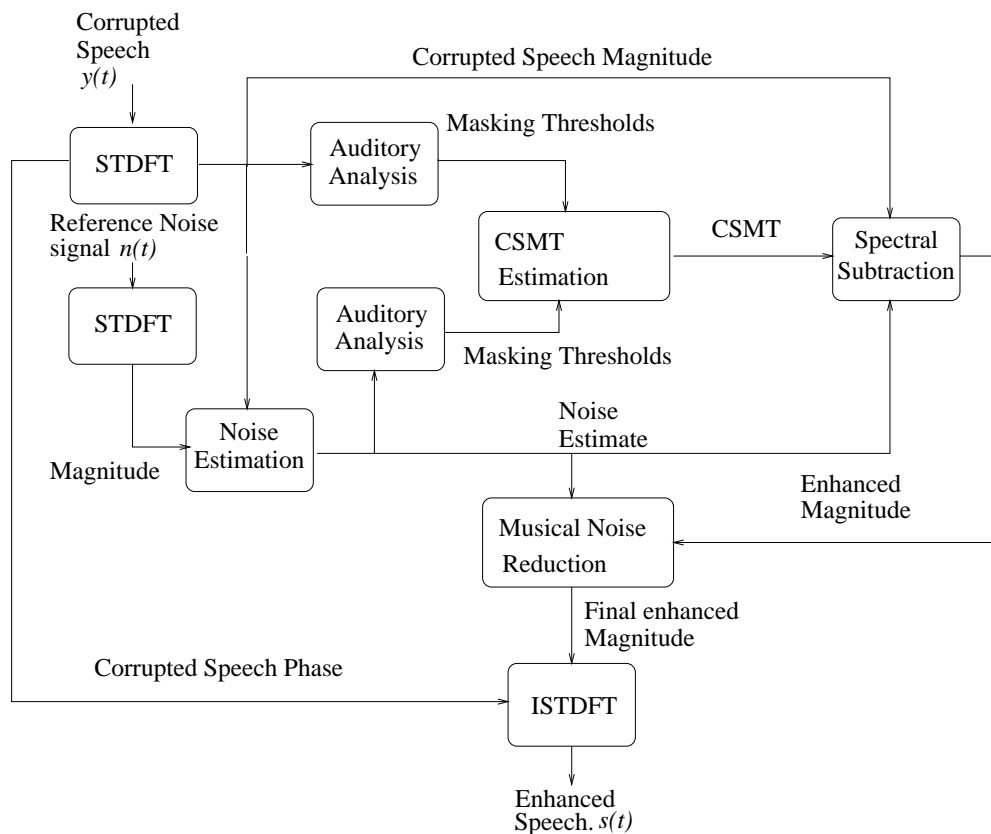 Corrupted
Speech
y(t)
Corrupted Speech Magnitude
Masking Thresholds
STDFT
Auditory
Analysis
Reference Noise
signal n(t)
CSMT
Estimation
CSMT
Spectral
Subtraction
STDFT
Auditory
Analysis
Masking Thresholds
Noise
Estimation
Noise
Estimate
Magnitude
Enhanced
Magnitude
Musical Noise
Reduction
Final enhanced
Magnitude
Corrupted Speech Phase
ISTDFT
Enhanced
Speech. s(t)